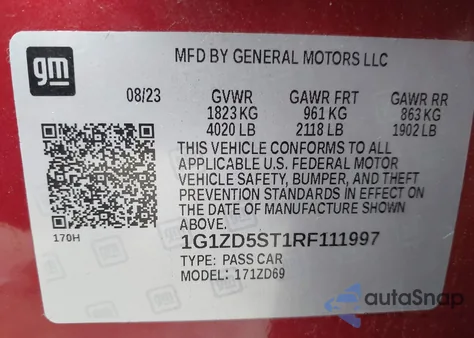 gm
MFD BY GENERAL MOTORS LLC
08/23 GVWR GAWR FRT GAWR RR
1823 KG 961 KG 863 KG
4020 LB 2118 LB 1902 LB
THIS VEHICLE CONFORMS TO ALL
APPLICABLE U.S. FEDERAL MOTOR
VEHICLE SAFETY, BUMPER, AND THEFT
PREVENTION STANDARDS IN EFFECT ON
THE DATE OF MANUFACTURE SHOWN
ABOVE.
170H
1G1ZD5ST1RF111997
TYPE: PASS CAR
MODEL: 171ZD69
autoSnap